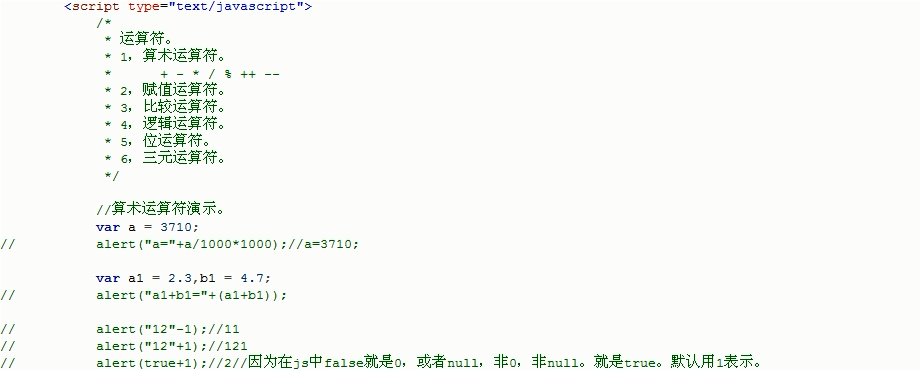 <script type="text/javascript">
/*
* 运算符。
* 1, 算术运算符。
* + - * / % ++ --
* 2, 赋值运算符。
* 3, 比较运算符。
* 4, 逻辑运算符。
* 5, 位运算符。
* 6, 三元运算符。
*/
//算术运算符演示。
var a = 3710;
// alert("a="+a/1000*1000);//a=3710;
var a1 = 2.3,b1 = 4.7;
// alert("a1+b1="+(a1+b1));
// alert("12"-1);//11
// alert("12"+1);//121
// alert(true+1);//2//因为在js中false就是0, 或者null, 非0, 非null。就是true。默认用1表示。